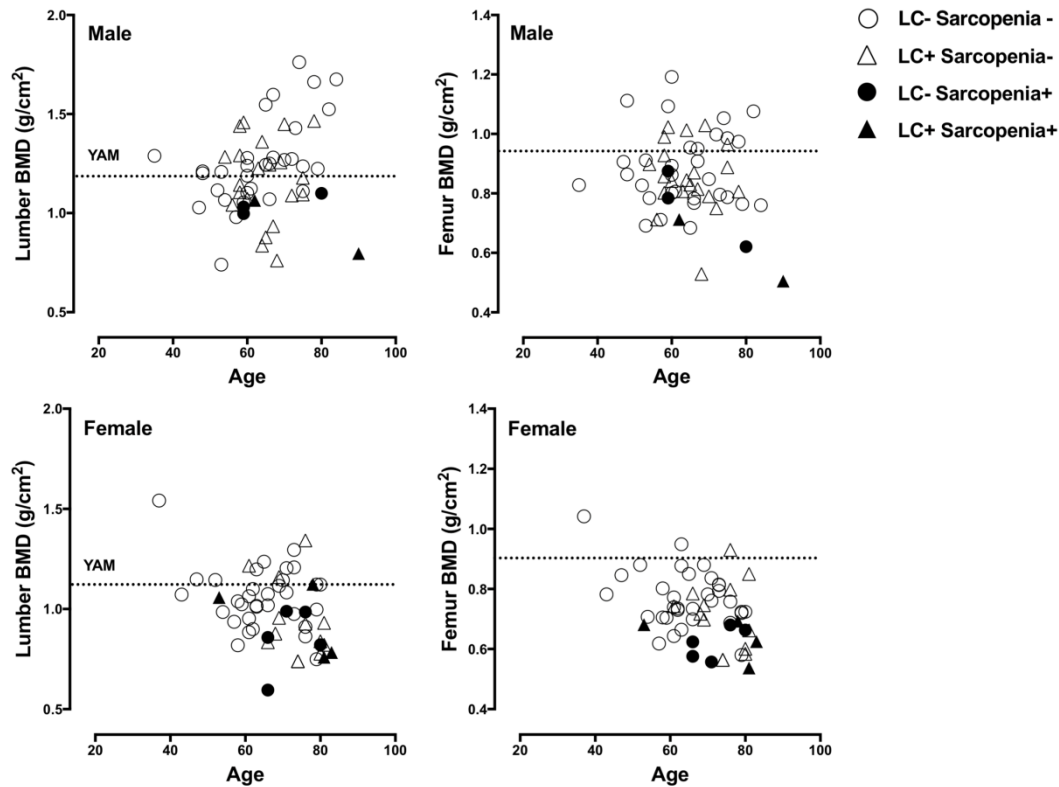 Male
Lumber BMD (g/cm²)
2.0
1.5
1.0
0.5
YAM
20 40 60 80 100
Age
Male
Femur BMD (g/cm²)
1.4
1.2
1.0
0.8
0.6
0.4
20 40 60 80 100
Age
LC- Sarcopenia -
LC+ Sarcopenia-
LC- Sarcopenia+
LC+ Sarcopenia+
Female
Lumber BMD (g/cm²)
2.0
1.5
1.0
0.5
YAM
20 40 60 80 100
Age
Female
Femur BMD (g/cm²)
1.4
1.2
1.0
0.8
0.6
0.4
20 40 60 80 100
Age